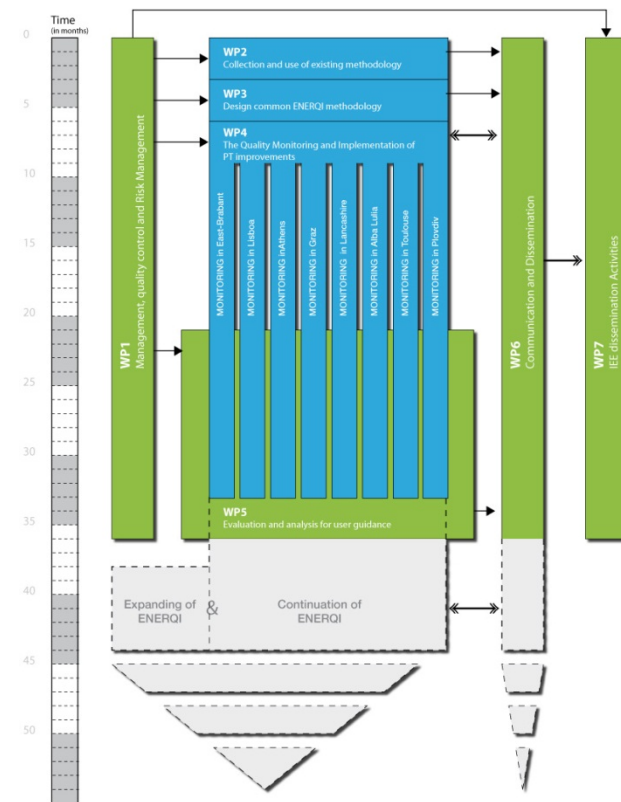 Time
(in months)
0
5
10
15
20
25
30
35
40
45
50
WP1
Management, quality control and Risk Management
WP2
Collection and use of existing methodology
WP3
Design common ENERQI methodology
WP4
The Quality Monitoring and Implementation of
PT improvements
MONITORING in East-Brabant
MONITORING in Lisboa
MONITORING inAthens
MONITORING in Graz
MONITORING in Lancashire
MONITORING in Alba Lulia
MONITORING in Toulouse
MONITORING in Plovdiv
WP5
Evaluation and analysis for user guidance
WP6
Communication and Dissemination
WP7
IEE dissemination Activities
Expanding of
ENERQI
&
Continuation of
ENERQI